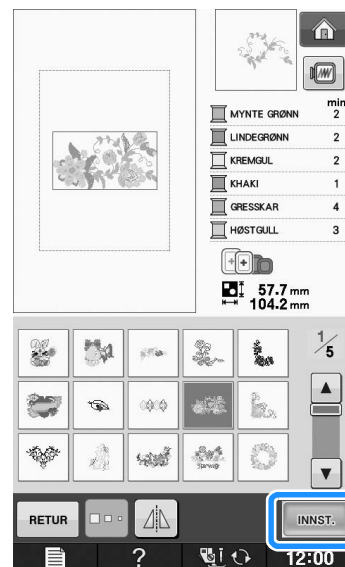 min
MYNTE GRØNN 2
LINDEGRØNN 2
KREMGUL 2
KHAKI 1
GRESSKAR 4
HØSTGULL 3
57.7 mm
104.2 mm
1/5
RETUR
INNST.
?
12:00